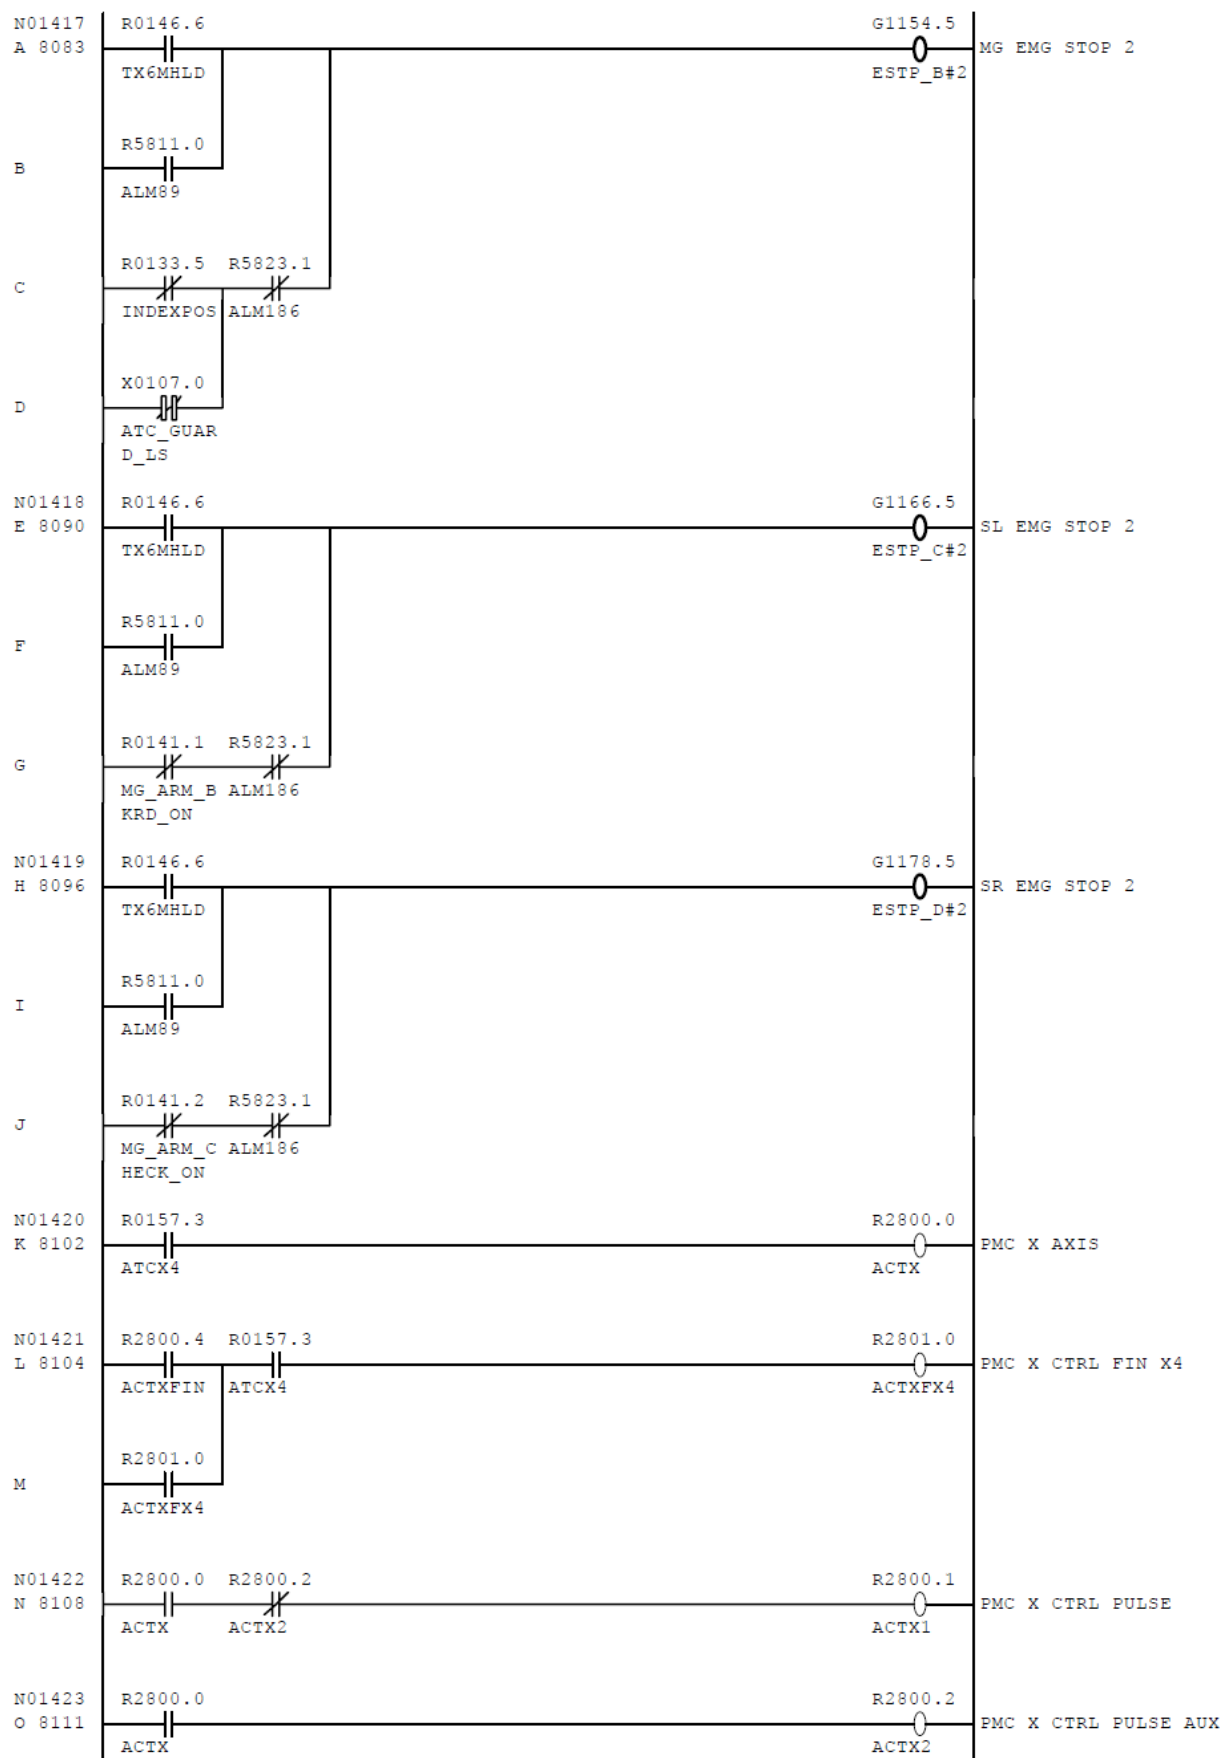 N01417 R0146.6 G1154.5
A 8083 MG EMG STOP 2
TX6MHLD ESTP_B#2
R5811.0
B
ALM89
R0133.5 R5823.1
C
INDEXPOS ALM186
X0107.0
D
ATC_GUAR
D_LS
N01418 R0146.6 G1166.5
E 8090 SL EMG STOP 2
TX6MHLD ESTP_C#2
R5811.0
F
ALM89
R0141.1 R5823.1
G
MG_ARM_B ALM186
KRD_ON
N01419 R0146.6 G1178.5
H 8096 SR EMG STOP 2
TX6MHLD ESTP_D#2
R5811.0
I
ALM89
R0141.2 R5823.1
J
MG_ARM_C ALM186
HECK_ON
N01420 R0157.3 R2800.0
K 8102 PMC X AXIS
ATCX4 ACTX
N01421 R2800.4 R0157.3 R2801.0
L 8104 PMC X CTRL FIN X4
ACTXFIN ATCX4 ACTXFX4
R2801.0
M
ACTXFX4
N01422 R2800.0 R2800.2 R2800.1
N 8108 PMC X CTRL PULSE
ACTX ACTX2 ACTX1
N01423 R2800.0 R2800.2
O 8111 PMC X CTRL PULSE AUX
ACTX ACTX2